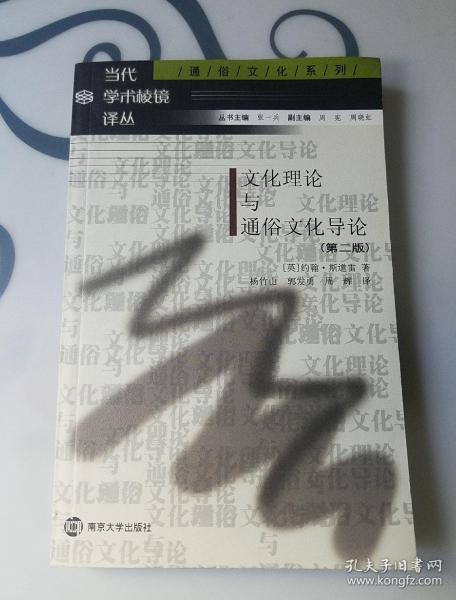 当代
学术棱镜
译丛
/通/俗/文/化/系/列/
丛书主编 张一兵 副主编 周宪 周晓虹
文化理论
与
通俗文化导论
(第二版)
[英]约翰·斯道雷 著
杨竹山 郭发勇 周辉 译
南京大学出版社
孔夫子旧书网
www.kongfz.com